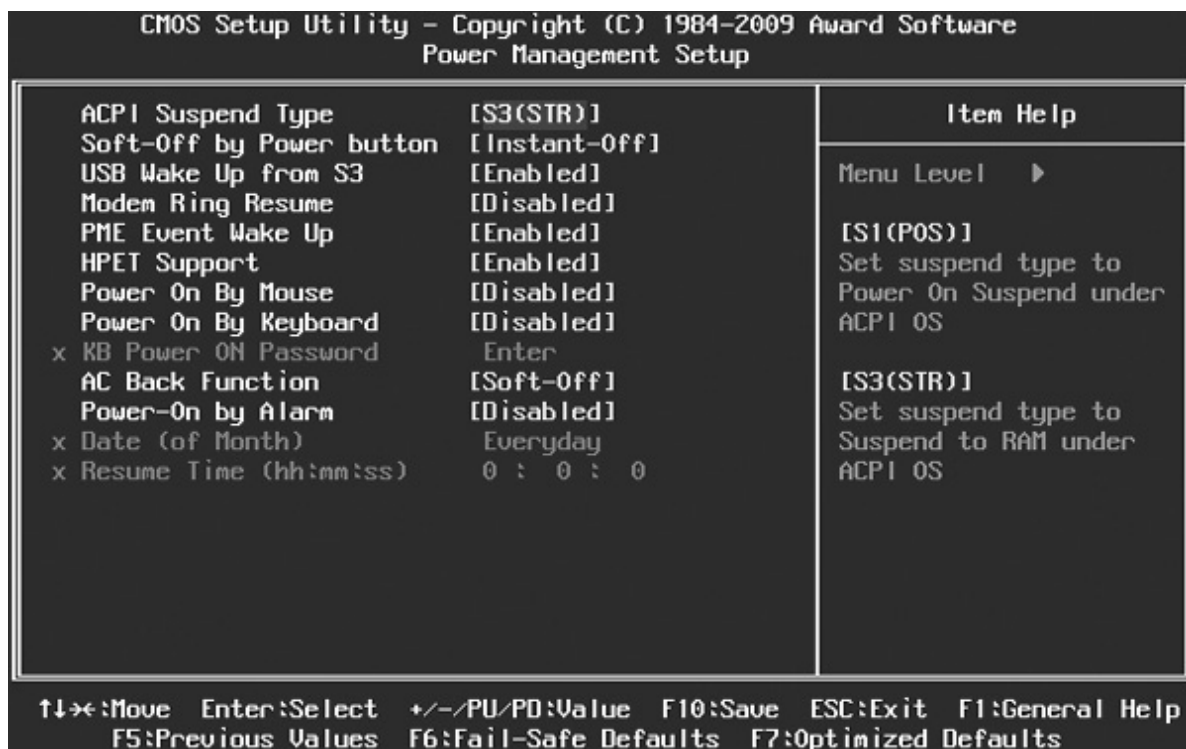 CMOS Setup Utility - Copyright (C) 1984-2009 Award Software
Power Management Setup
ACPI Suspend Type [S3(STR)]
Soft-Off by Power button [Instant-Off]
USB Wake Up from S3 [Enabled]
Modem Ring Resume [Disabled]
PME Event Wake Up [Enabled]
HPET Support [Enabled]
Power On By Mouse [Disabled]
Power On By Keyboard [Disabled]
x KB Power ON Password Enter
AC Back Function [Soft-Off]
Power-On by Alarm [Disabled]
x Date (of Month) Everyday
x Resume Time (hh:mm:ss) 0 : 0 : 0
Item Help
Menu Level ▶
[S1(POS)]
Set suspend type to
Power On Suspend under
ACPI OS
[S3(STR)]
Set suspend type to
Suspend to RAM under
ACPI OS
↑↓→←:Move Enter:Select +/-/PU/PD:Value F10:Save ESC:Exit F1:General Help
F5:Previous Values F6:Fail-Safe Defaults F7:Optimized Defaults